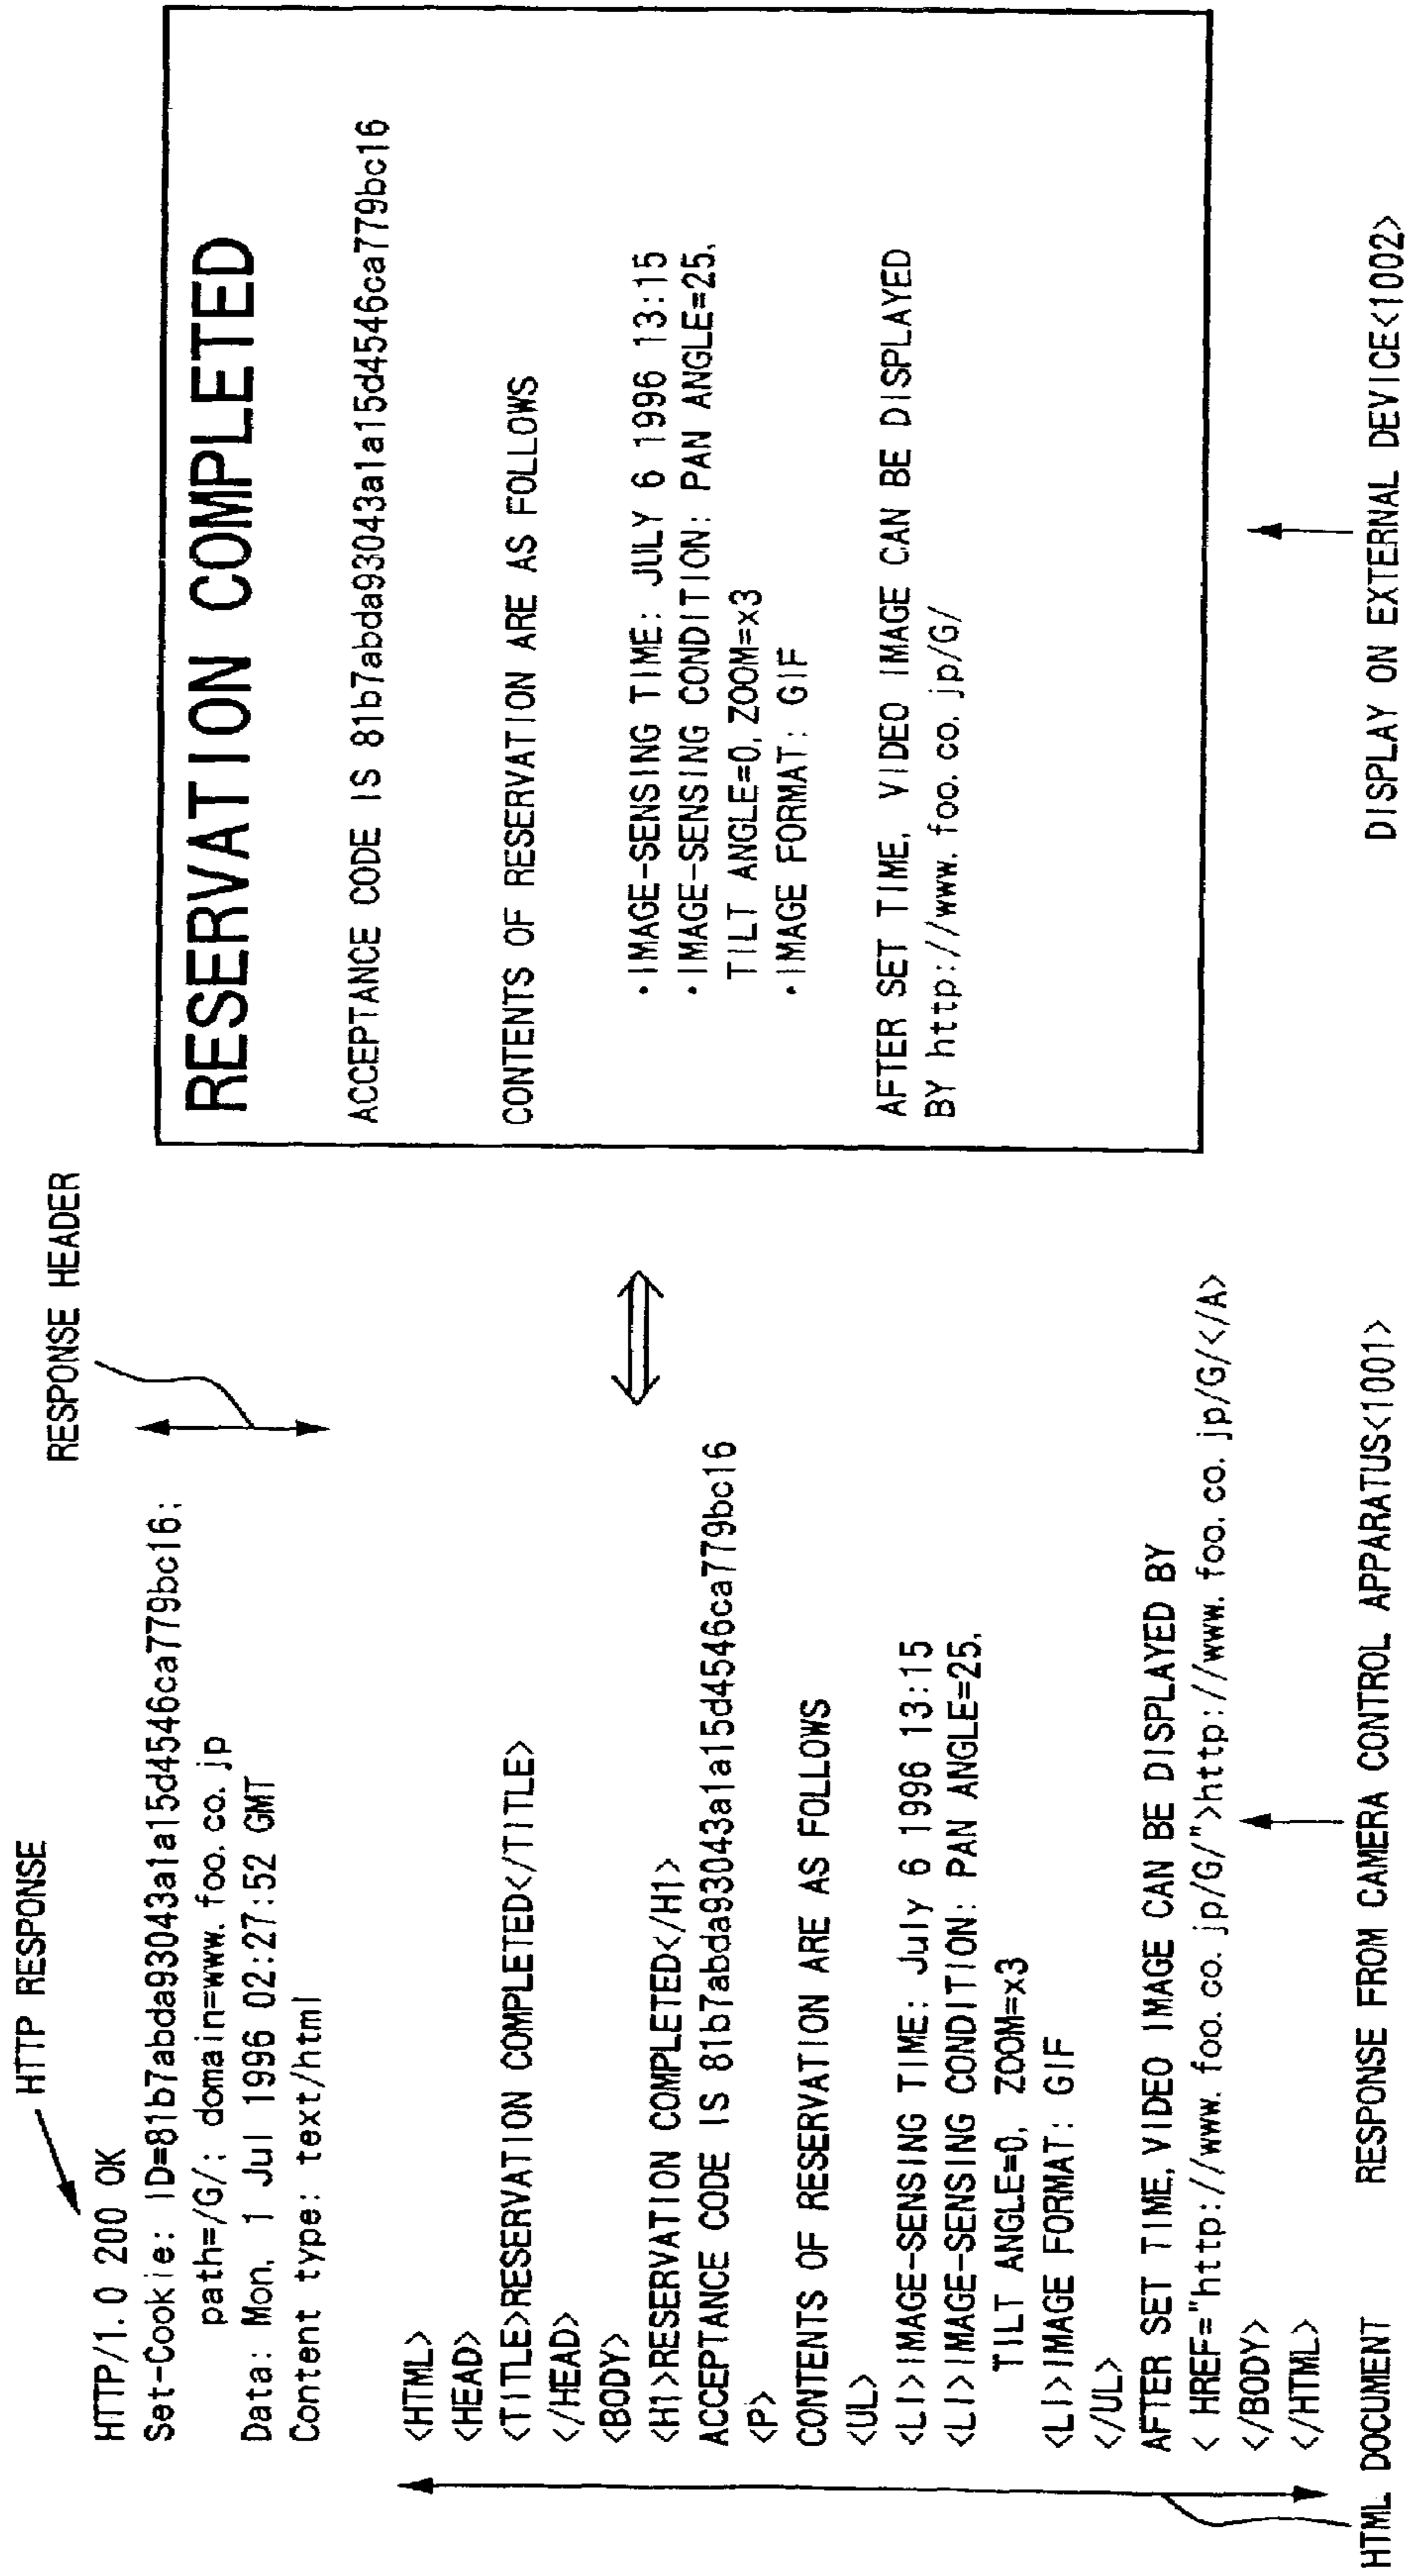 HTTP RESPONSE
RESPONSE HEADER
HTTP/1.0 200 OK
Set-Cookie: ID=81b7abda93043a1a15d4546ca779bc16;
path=/G/; domain=www.foo.co.jp
Data: Mon, 1 Jul 1996 02:27:52 GMT
Content type: text/html
<HTML>
<HEAD>
<TITLE>RESERVATION COMPLETED</TITLE>
</HEAD>
<BODY>
<H1>RESERVATION COMPLETED</H1>
ACCEPTANCE CODE IS 81b7abda93043a1a15d4546ca779bc16
<P>
CONTENTS OF RESERVATION ARE AS FOLLOWS
<UL>
<LI>IMAGE-SENSING TIME: July 6 1996 13:15
<LI>IMAGE-SENSING CONDITION: PAN ANGLE=25,
TILT ANGLE=0, ZOOM=x3
<LI>IMAGE FORMAT: GIF
</UL>
AFTER SET TIME, VIDEO IMAGE CAN BE DISPLAYED BY
< HREF="http://www.foo.co.jp/G/">http://www.foo.co.jp/G/</A>
</BODY>
</HTML>
HTML DOCUMENT
RESPONSE FROM CAMERA CONTROL APPARATUS<1001>
RESERVATION COMPLETED
ACCEPTANCE CODE IS 81b7abda93043a1a15d4546ca779bc16
CONTENTS OF RESERVATION ARE AS FOLLOWS
・IMAGE-SENSING TIME: JULY 6 1996 13:15
・IMAGE-SENSING CONDITION: PAN ANGLE=25,
TILT ANGLE=0, ZOOM=x3
・IMAGE FORMAT: GIF
AFTER SET TIME, VIDEO IMAGE CAN BE DISPLAYED
BY http://www.foo.co.jp/G/
DISPLAY ON EXTERNAL DEVICE<1002>